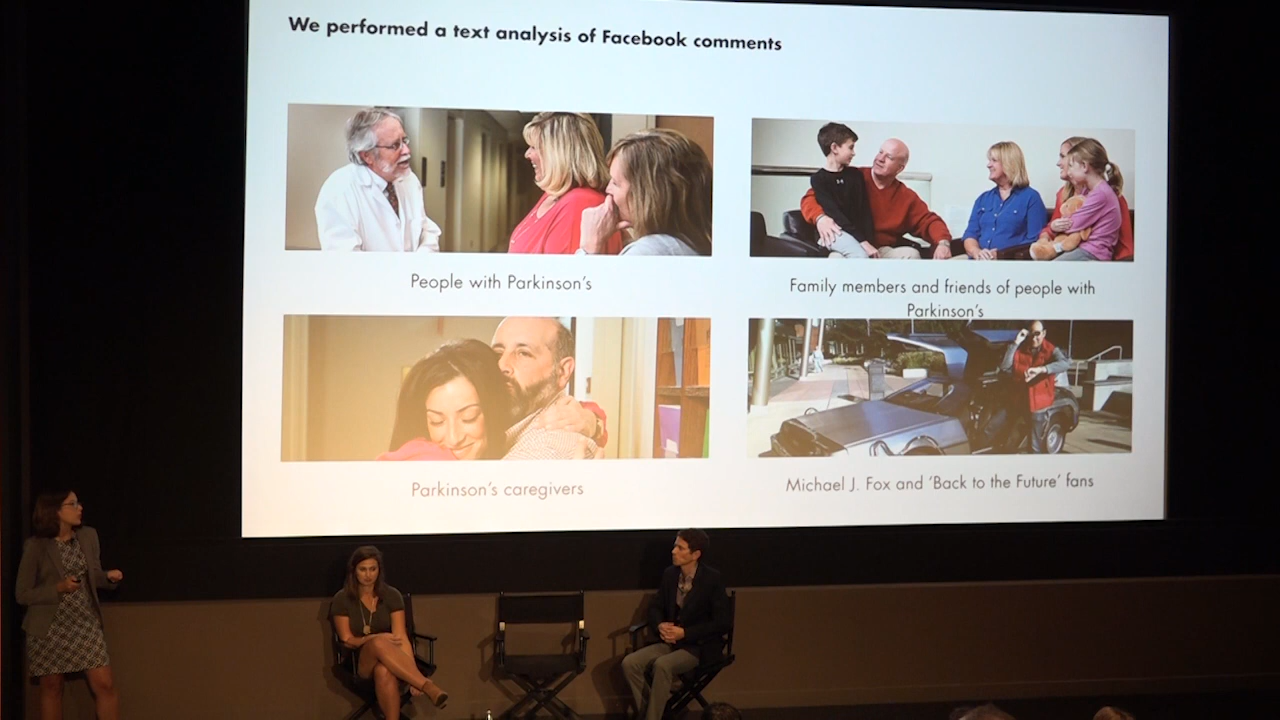 We performed a text analysis of Facebook comments
People with Parkinson's
Family members and friends of people with
Parkinson's
Parkinson's caregivers
Michael J. Fox and 'Back to the Future' fans